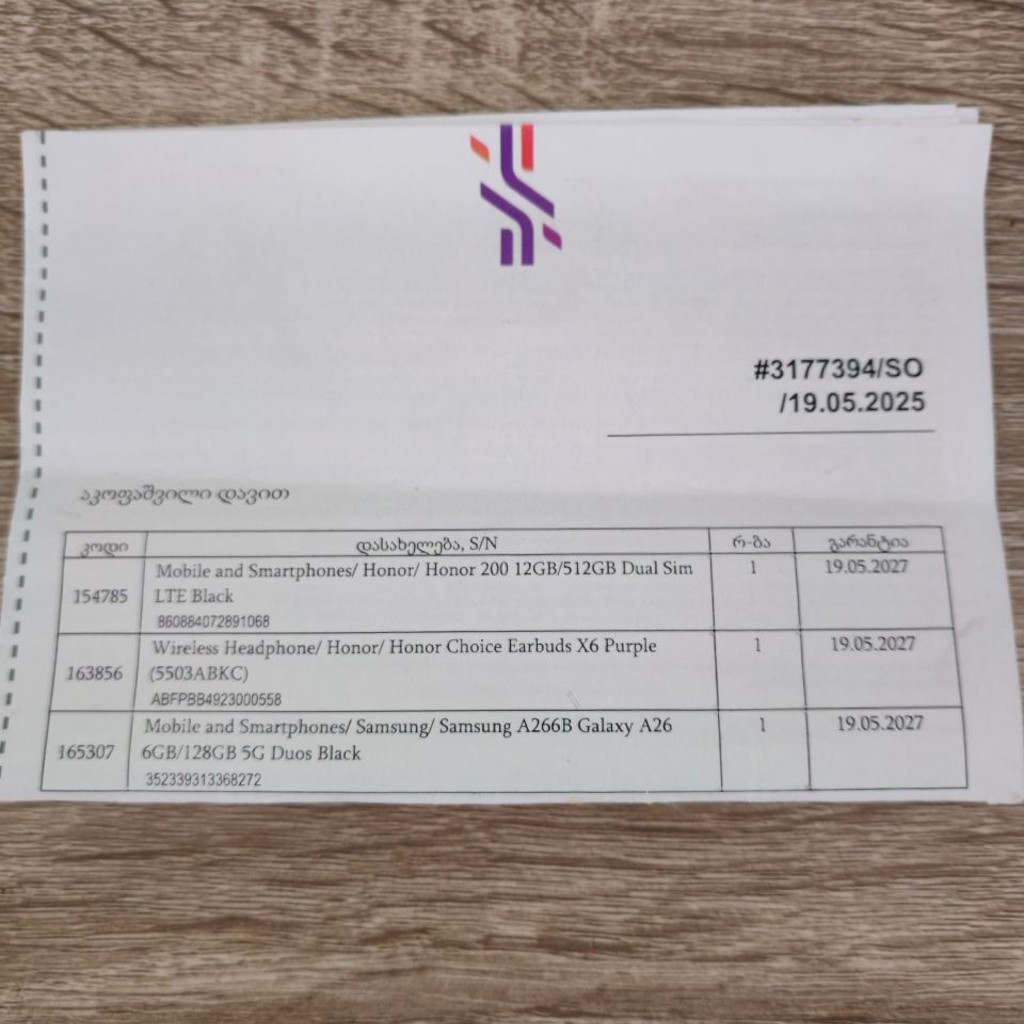 #3177394/SO
/19.05.2025
აკოფაშვილი დავით
კოდი დასახელება, S/N რ-ბა გარანტია
Mobile and Smartphones/ Honor/ Honor 200 12GB/512GB Dual Sim 1 19.05.2027
154785 LTE Black
860884072891068
Wireless Headphone/ Honor/ Honor Choice Earbuds X6 Purple 1 19.05.2027
163856 (5503ABKC)
ABFPBB4923000558
Mobile and Smartphones/ Samsung/ Samsung A266B Galaxy A26 1 19.05.2027
165307 6GB/128GB 5G Duos Black
352339313368272